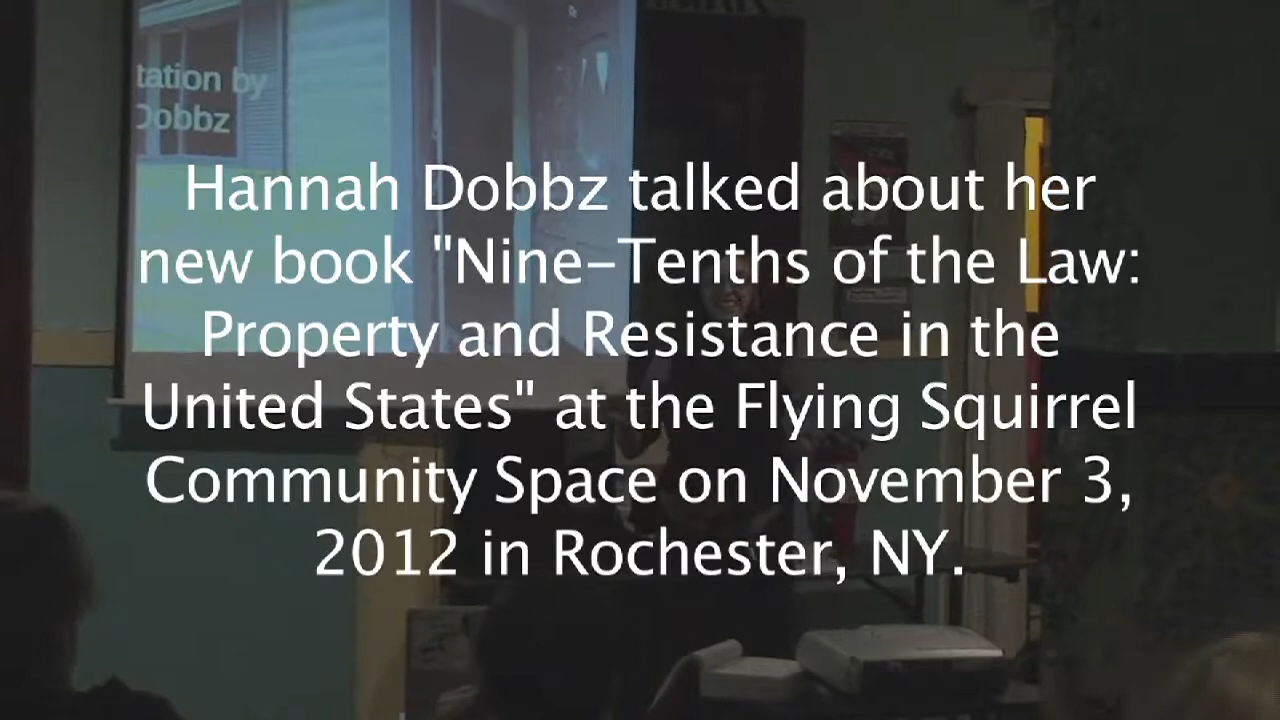 tation by
Dobbz
Hannah Dobbz talked about her
new book "Nine-Tenths of the Law:
Property and Resistance in the
United States" at the Flying Squirrel
Community Space on November 3,
2012 in Rochester, NY.